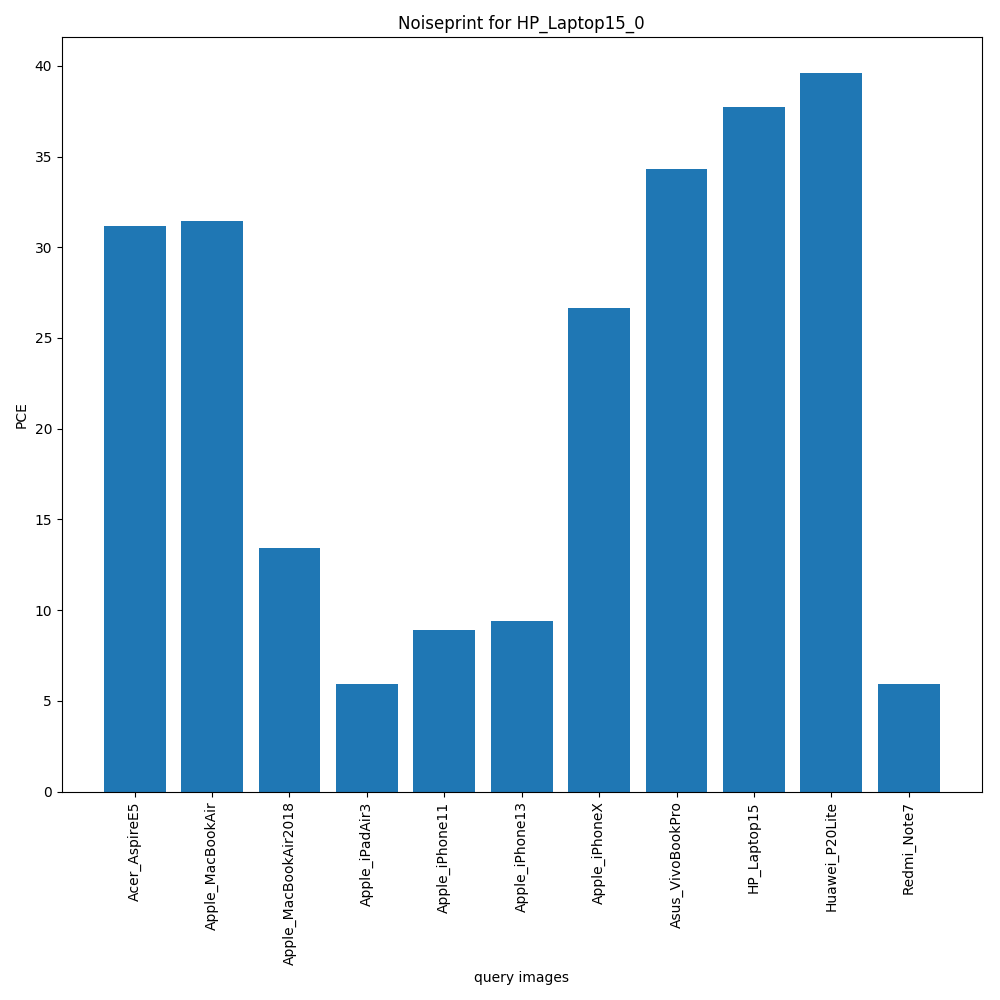 Noiseprint for HP_Laptop15_0
PCE
40
35
30
25
20
15
10
5
0
Acer_AspireE5
Apple_MacBookAir
Apple_MacBookAir2018
Apple_iPadAir3
Apple_iPhone11
Apple_iPhone13
Apple_iPhoneX
Asus_VivoBookPro
HP_Laptop15
Huawei_P20Lite
Redmi_Note7
query images